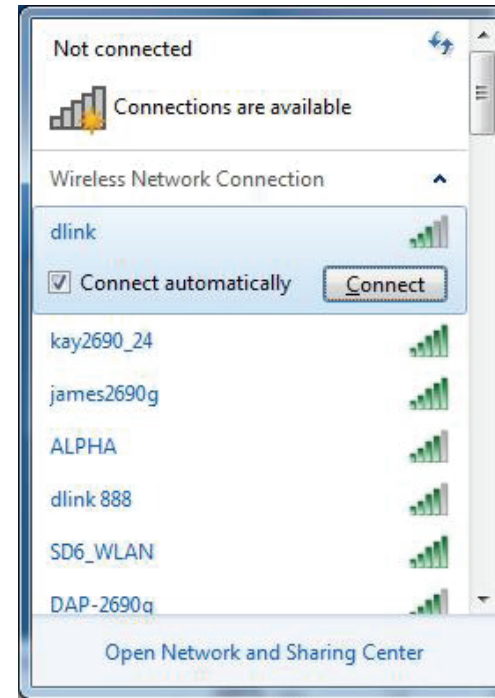 Not connected
Connections are available
Wireless Network Connection
dlink
Connect automatically Connect
kay2690_24
james2690g
ALPHA
dlink 888
SD6_WLAN
DAP-2690g
Open Network and Sharing Center